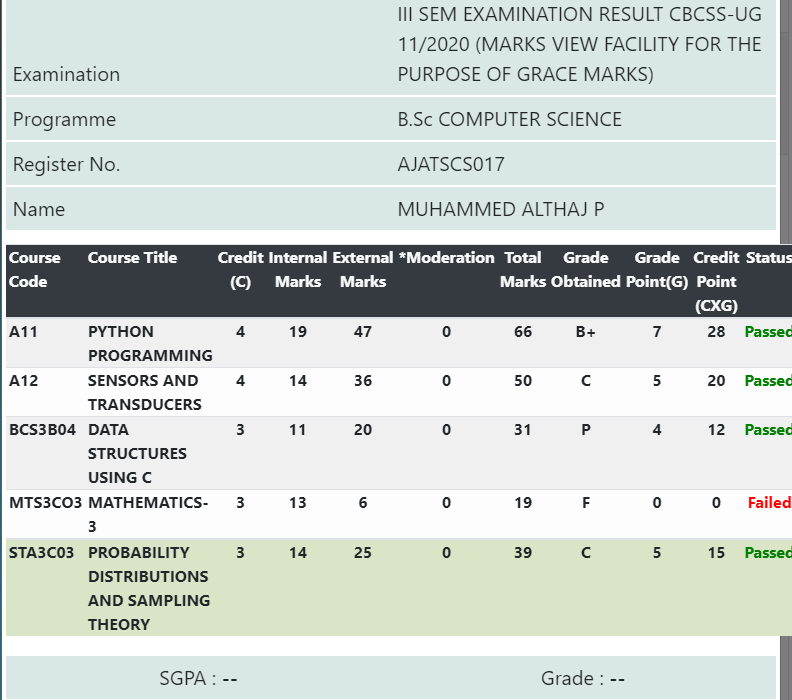 III SEM EXAMINATION RESULT CBCSS-UG
11/2020 (MARKS VIEW FACILITY FOR THE
Examination PURPOSE OF GRACE MARKS)
Programme B.Sc COMPUTER SCIENCE
Register No. AJATSCS017
Name MUHAMMED ALTHAJ P
Course Course Title Credit Internal External *Moderation Total Grade Grade Credit Status
Code (C) Marks Marks Marks Obtained Point(G) Point
(CXG)
A11 PYTHON 4 19 47 0 66 B+ 7 28 Passed
PROGRAMMING
A12 SENSORS AND 4 14 36 0 50 C 5 20 Passed
TRANSDUCERS
BCS3B04 DATA 3 11 20 0 31 P 4 12 Passed
STRUCTURES
USING C
MTS3CO3 MATHEMATICS- 3 13 6 0 19 F 0 0 Failed
3
STA3C03 PROBABILITY 3 14 25 0 39 C 5 15 Passed
DISTRIBUTIONS
AND SAMPLING
THEORY
SGPA : -- Grade : --